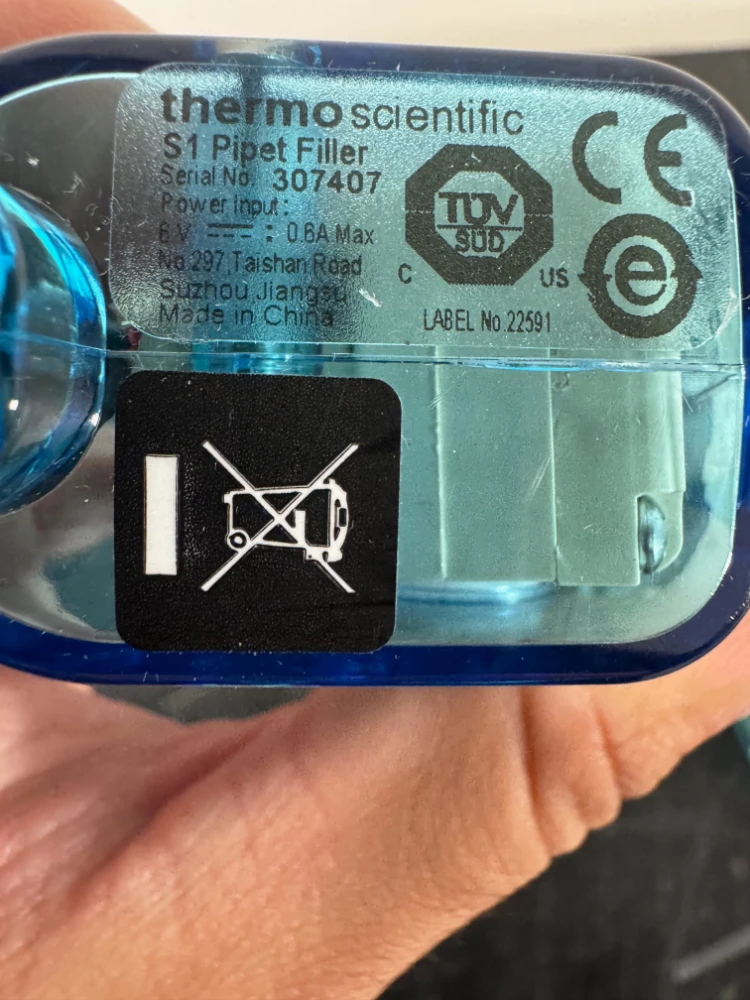 thermo scientific
S1 Pipet Filler
Serial No. 307407
Power Input:
6 V ⎓ : 0.6A Max
No 297,Taishan Road
Suzhou Jiangsu
Made in China
TÜV
SÜD
C US
LABEL No.22591
CE
e